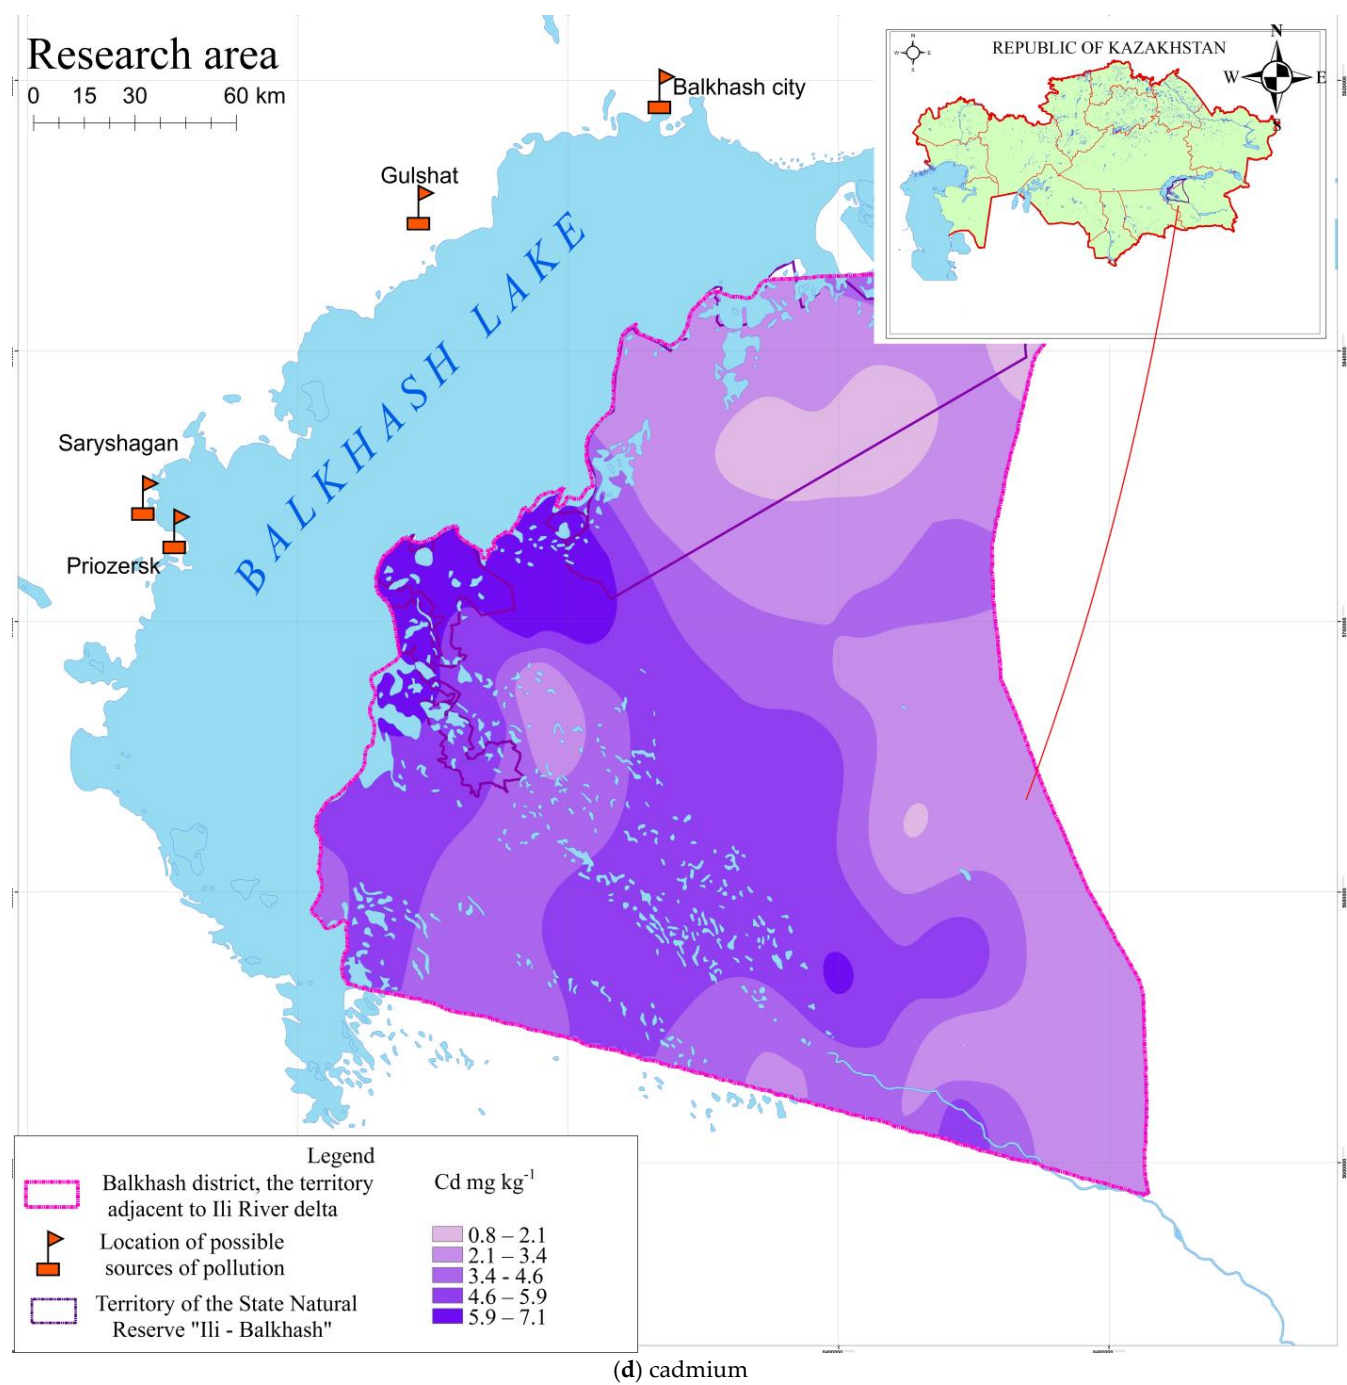 Research area
0 15 30 60 km
Balkhash city
Gulshat
Saryshagan
Priozersk
BALKHASH LAKE
REPUBLIC OF KAZAKHSTAN
N
W E
S
N
W E
S
Legend
Balkhash district, the territory
adjacent to Ili River delta
Location of possible
sources of pollution
Territory of the State Natural
Reserve "Ili - Balkhash"
Cd mg kg⁻¹
0.8 – 2.1
2.1 – 3.4
3.4 - 4.6
4.6 – 5.9
5.9 – 7.1
(d) cadmium